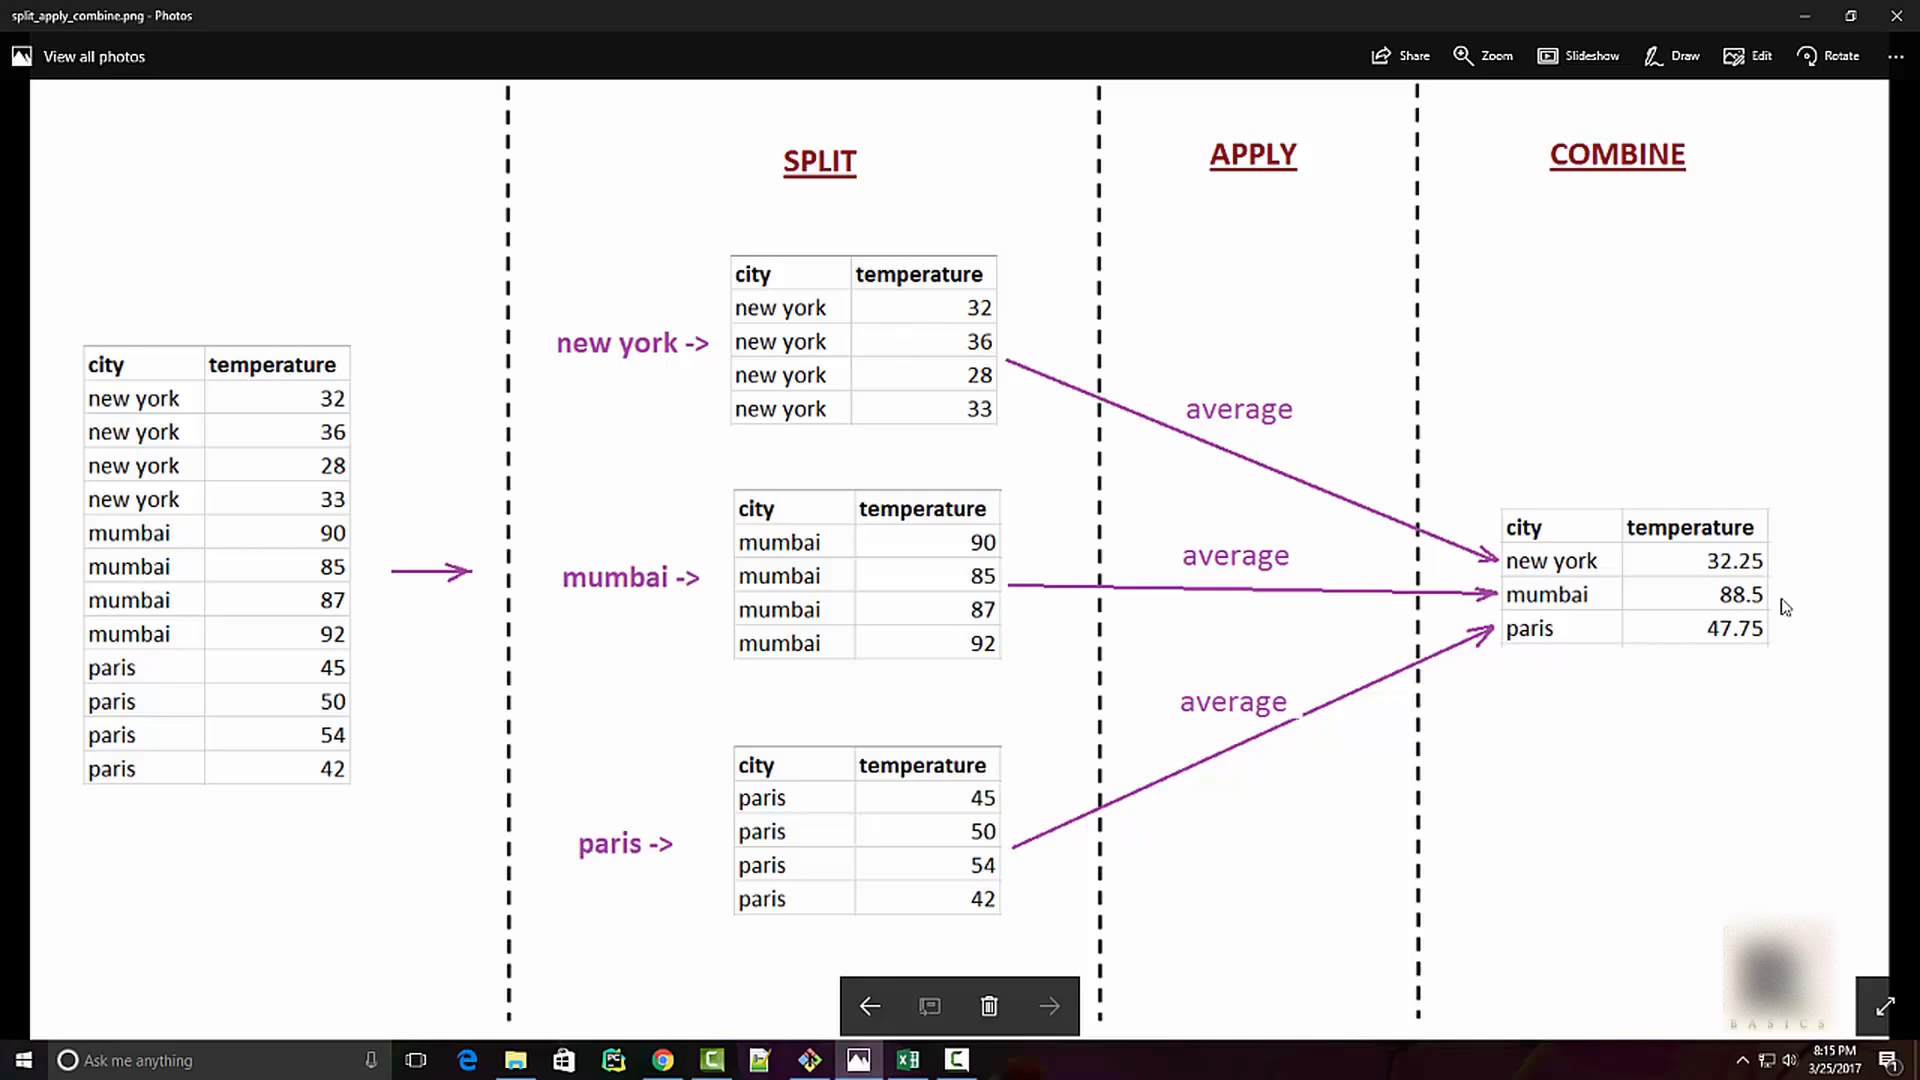 split_apply_combine.png - Photos
View all photos
Share Zoom Slideshow Draw Edit Rotate
SPLIT
APPLY
COMBINE
city temperature
new york 32
new york 36
new york 28
new york 33
mumbai 90
mumbai 85
mumbai 87
mumbai 92
paris 45
paris 50
paris 54
paris 42
new york ->
city temperature
new york 32
new york 36
new york 28
new york 33
mumbai ->
city temperature
mumbai 90
mumbai 85
mumbai 87
mumbai 92
paris ->
city temperature
paris 45
paris 50
paris 54
paris 42
average
average
average
city temperature
new york 32.25
mumbai 88.5
paris 47.75
BASICS
Ask me anything
8:15 PM
3/25/2017